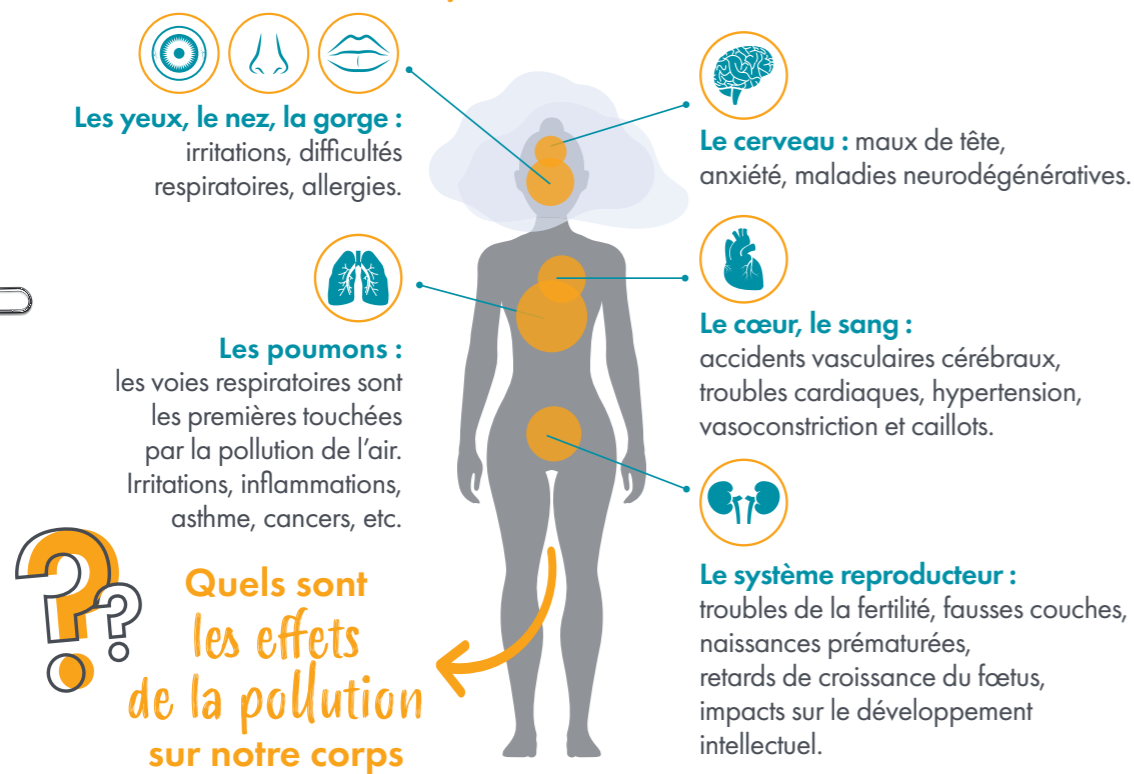 Les yeux, le nez, la gorge :
irritations, difficultés
respiratoires, allergies.
Le cerveau : maux de tête,
anxiété, maladies neurodégénératives.
Les poumons :
les voies respiratoires sont
les premières touchées
par la pollution de l'air.
Irritations, inflammations,
asthme, cancers, etc.
Le cœur, le sang :
accidents vasculaires cérébraux,
troubles cardiaques, hypertension,
vasoconstriction et caillots.
Le système reproducteur :
troubles de la fertilité, fausses couches,
naissances prématurées,
retards de croissance du fœtus,
impacts sur le développement
intellectuel.
??
Quels sont
les effets
de la pollution
sur notre corps